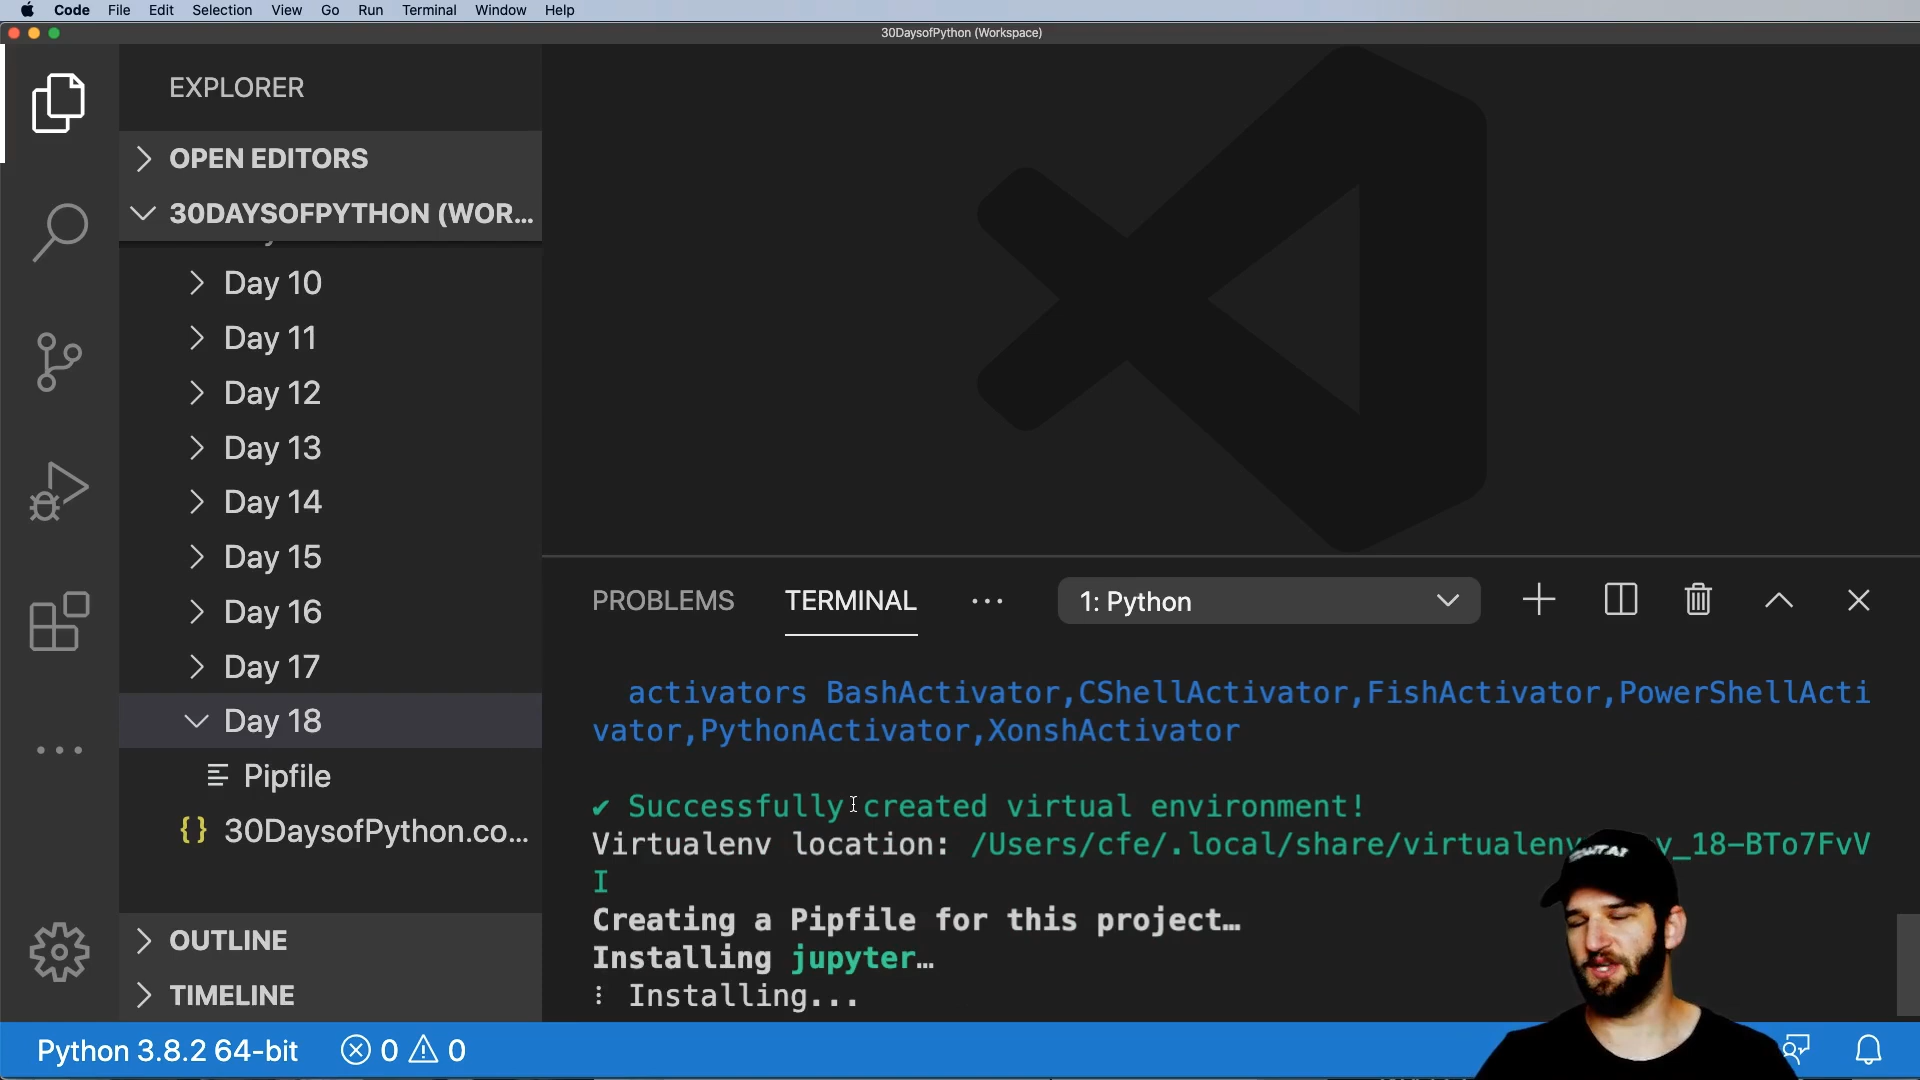 Code File Edit Selection View Go Run Terminal Window Help
30DaysofPython (Workspace)
EXPLORER
OPEN EDITORS
30DAYSOFPYTHON (WOR...
Day 10
Day 11
Day 12
Day 13
Day 14
Day 15
Day 16
Day 17
Day 18
Pipfile
{} 30DaysofPython.co...
OUTLINE
TIMELINE
PROBLEMS TERMINAL ... 1: Python
activators BashActivator,CShellActivator,FishActivator,PowerShellActi
vator,PythonActivator,XonshActivator
✔ Successfully created virtual environment!
Virtualenv location: /Users/cfe/.local/share/virtualenv y_18-BTo7FvV
I
Creating a Pipfile for this project…
Installing jupyter…
⠸ Installing...
Python 3.8.2 64-bit 0 0